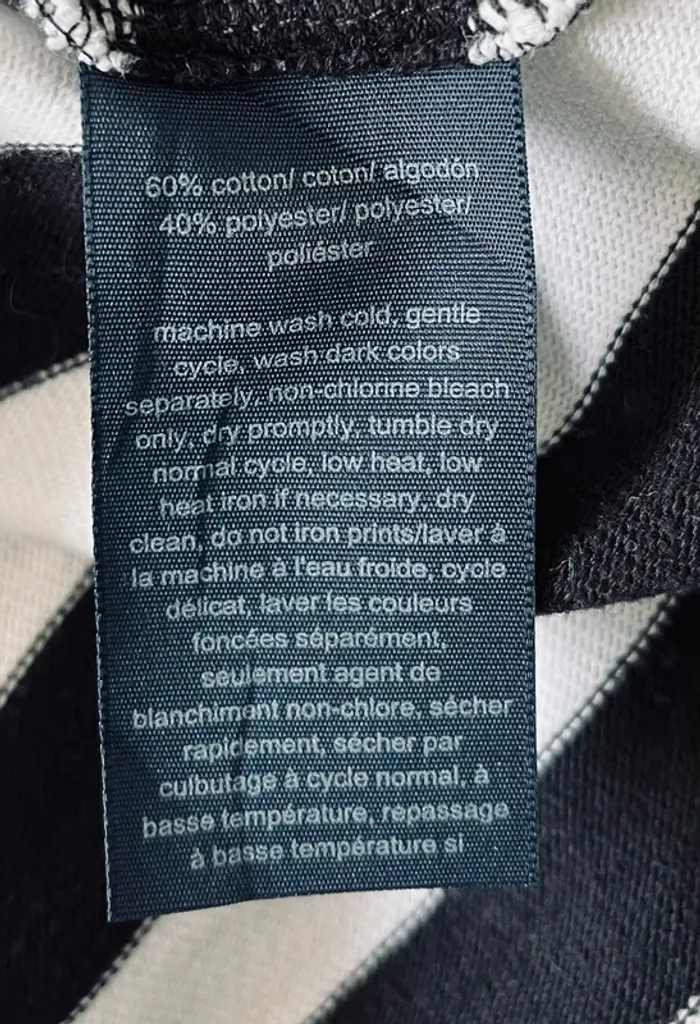 60% cotton/ coton/ algodón
40% polyester/ polyester/
poliéster
machine wash cold, gentle
cycle, wash dark colors
separately, non-chlorine bleach
only, dry promptly, tumble dry
normal cycle, low heat, low
heat iron if necessary, dry
clean, do not iron prints/laver à
la machine à l'eau froide, cycle
délicat, laver les couleurs
foncées séparément,
seulement agent de
blanchimont non-chlore, sécher
rapidement, sécher par
culbutage à cycle normal, à
basse température, repassage
à basse température si